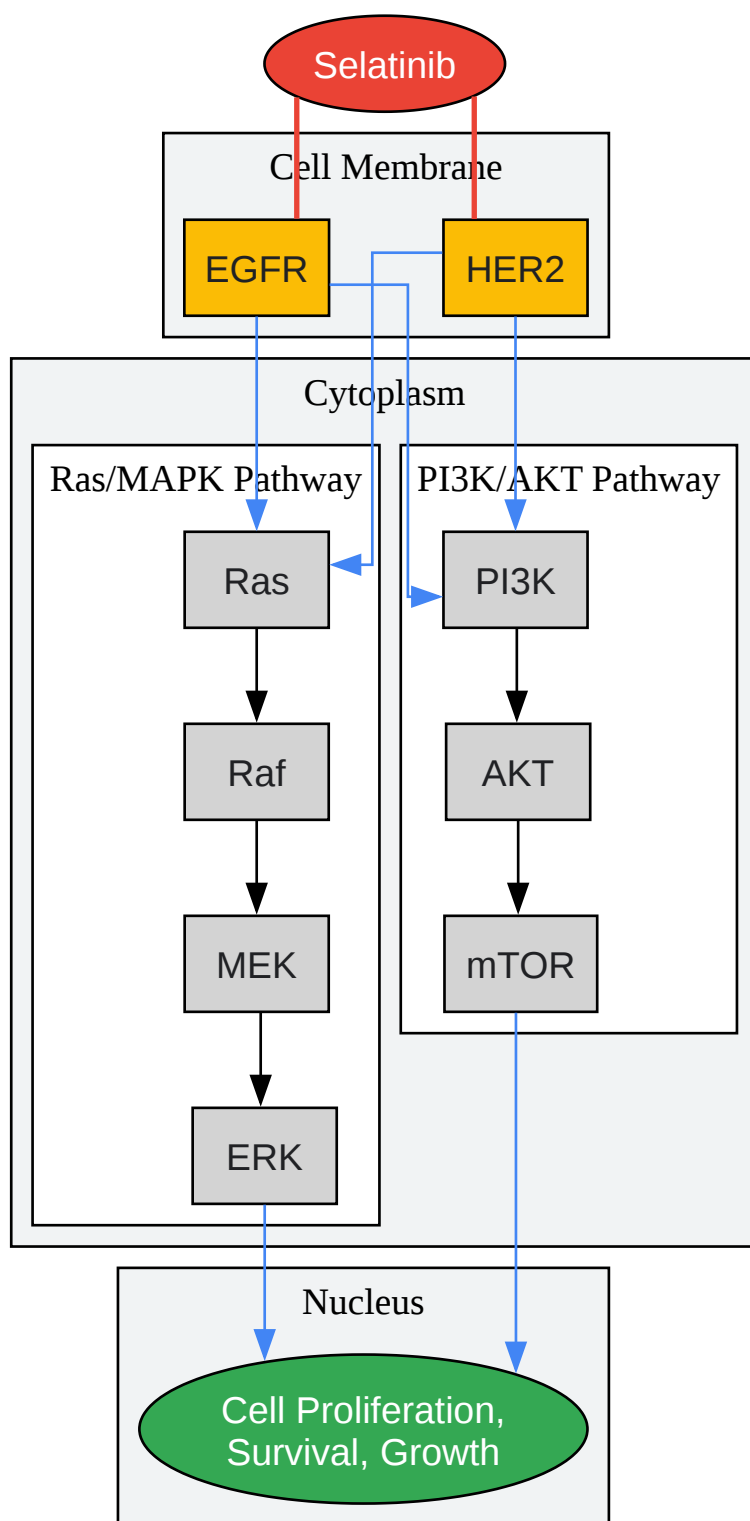 Selatinib
Cell Membrane
EGFR
HER2
Cytoplasm
Ras/MAPK Pathway
PI3K/AKT Pathway
Ras
PI3K
Raf
AKT
MEK
mTOR
ERK
Nucleus
Cell Proliferation,
Survival, Growth